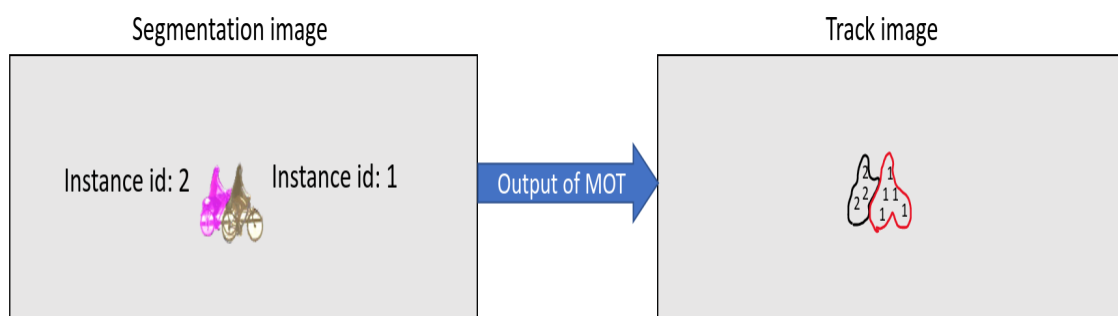 Segmentation image
Track image
Instance id: 2
Instance id: 1
Output of MOT
2
1
2
1 1
2
1
1